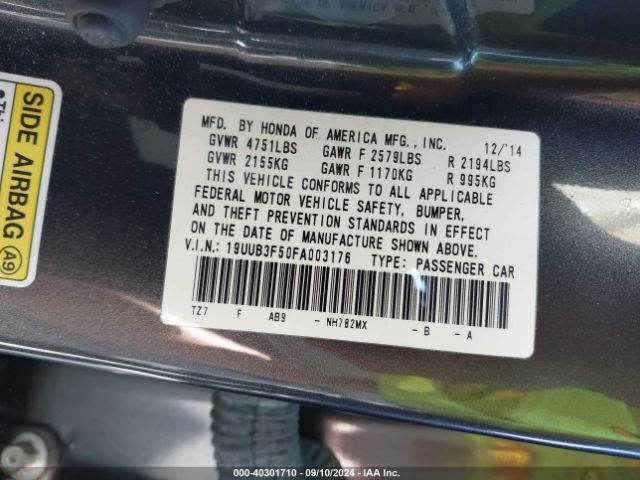 SIDE AIRBAG
A9
MFD. BY HONDA OF AMERICA MFG., INC. 12/'14
GVWR 4751LBS GAWR F 2579LBS R 2194LBS
GVWR 2155KG GAWR F 1170KG R 995KG
THIS VEHICLE CONFORMS TO ALL APPLICABLE
FEDERAL MOTOR VEHICLE SAFETY, BUMPER,
AND THEFT PREVENTION STANDARDS IN EFFECT
ON THE DATE OF MANUFACTURE SHOWN ABOVE.
V.I.N.: 19UUB3F50FA003176 TYPE: PASSENGER CAR
TZ7 F AB9 - NH782MX - B - A
000-40301710 - 09/10/2024 - IAA Inc.